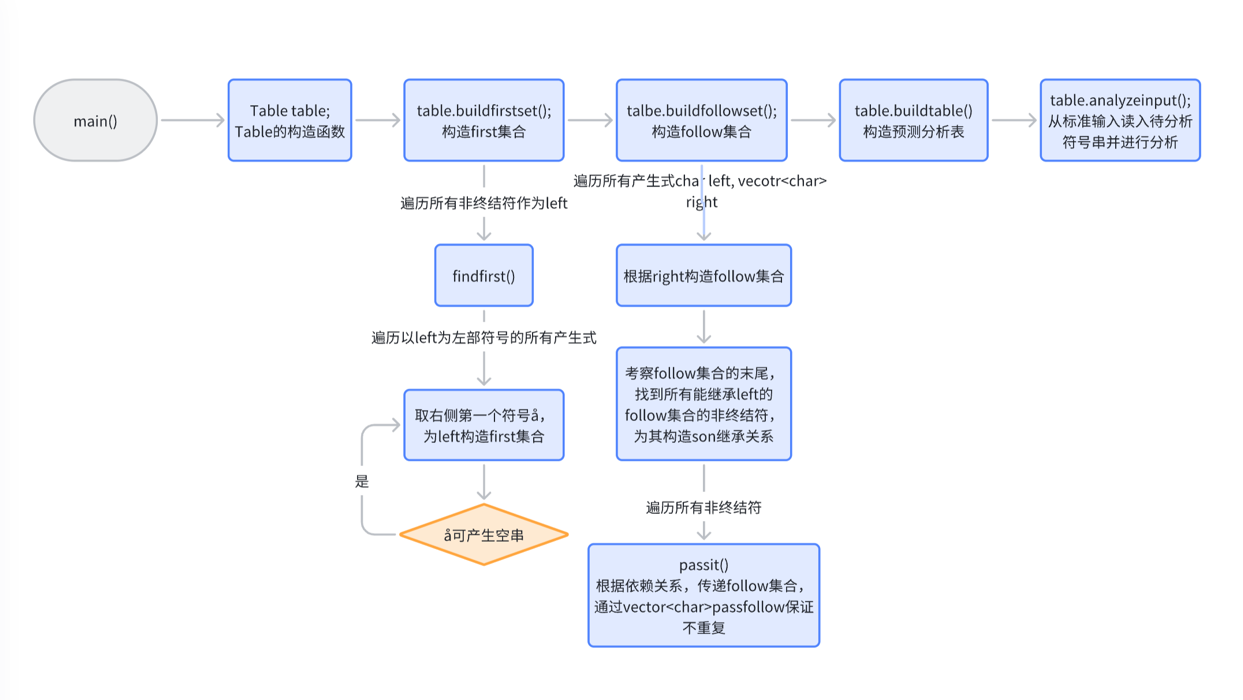 main()
Table table;
Table的构造函数
table.buildfirstset();
构造first集合
talbe.buildfollowset();
构造follow集合
table.buildtable()
构造预测分析表
table.analyzeinput();
从标准输入读入待分析
符号串并进行分析
遍历所有非终结符作为left
遍历所有产生式char left, vecotr<char>
right
findfirst()
根据right构造follow集合
遍历以left为左部符号的所有产生式
取右侧第一个符号å，
为left构造first集合
是
å可产生空串
考察follow集合的末尾，
找到所有能继承left的
follow集合的非终结符，
为其构造son继承关系
遍历所有非终结符
passit()
根据依赖关系，传递follow集合，
通过vector<char>passfollow保证
不重复